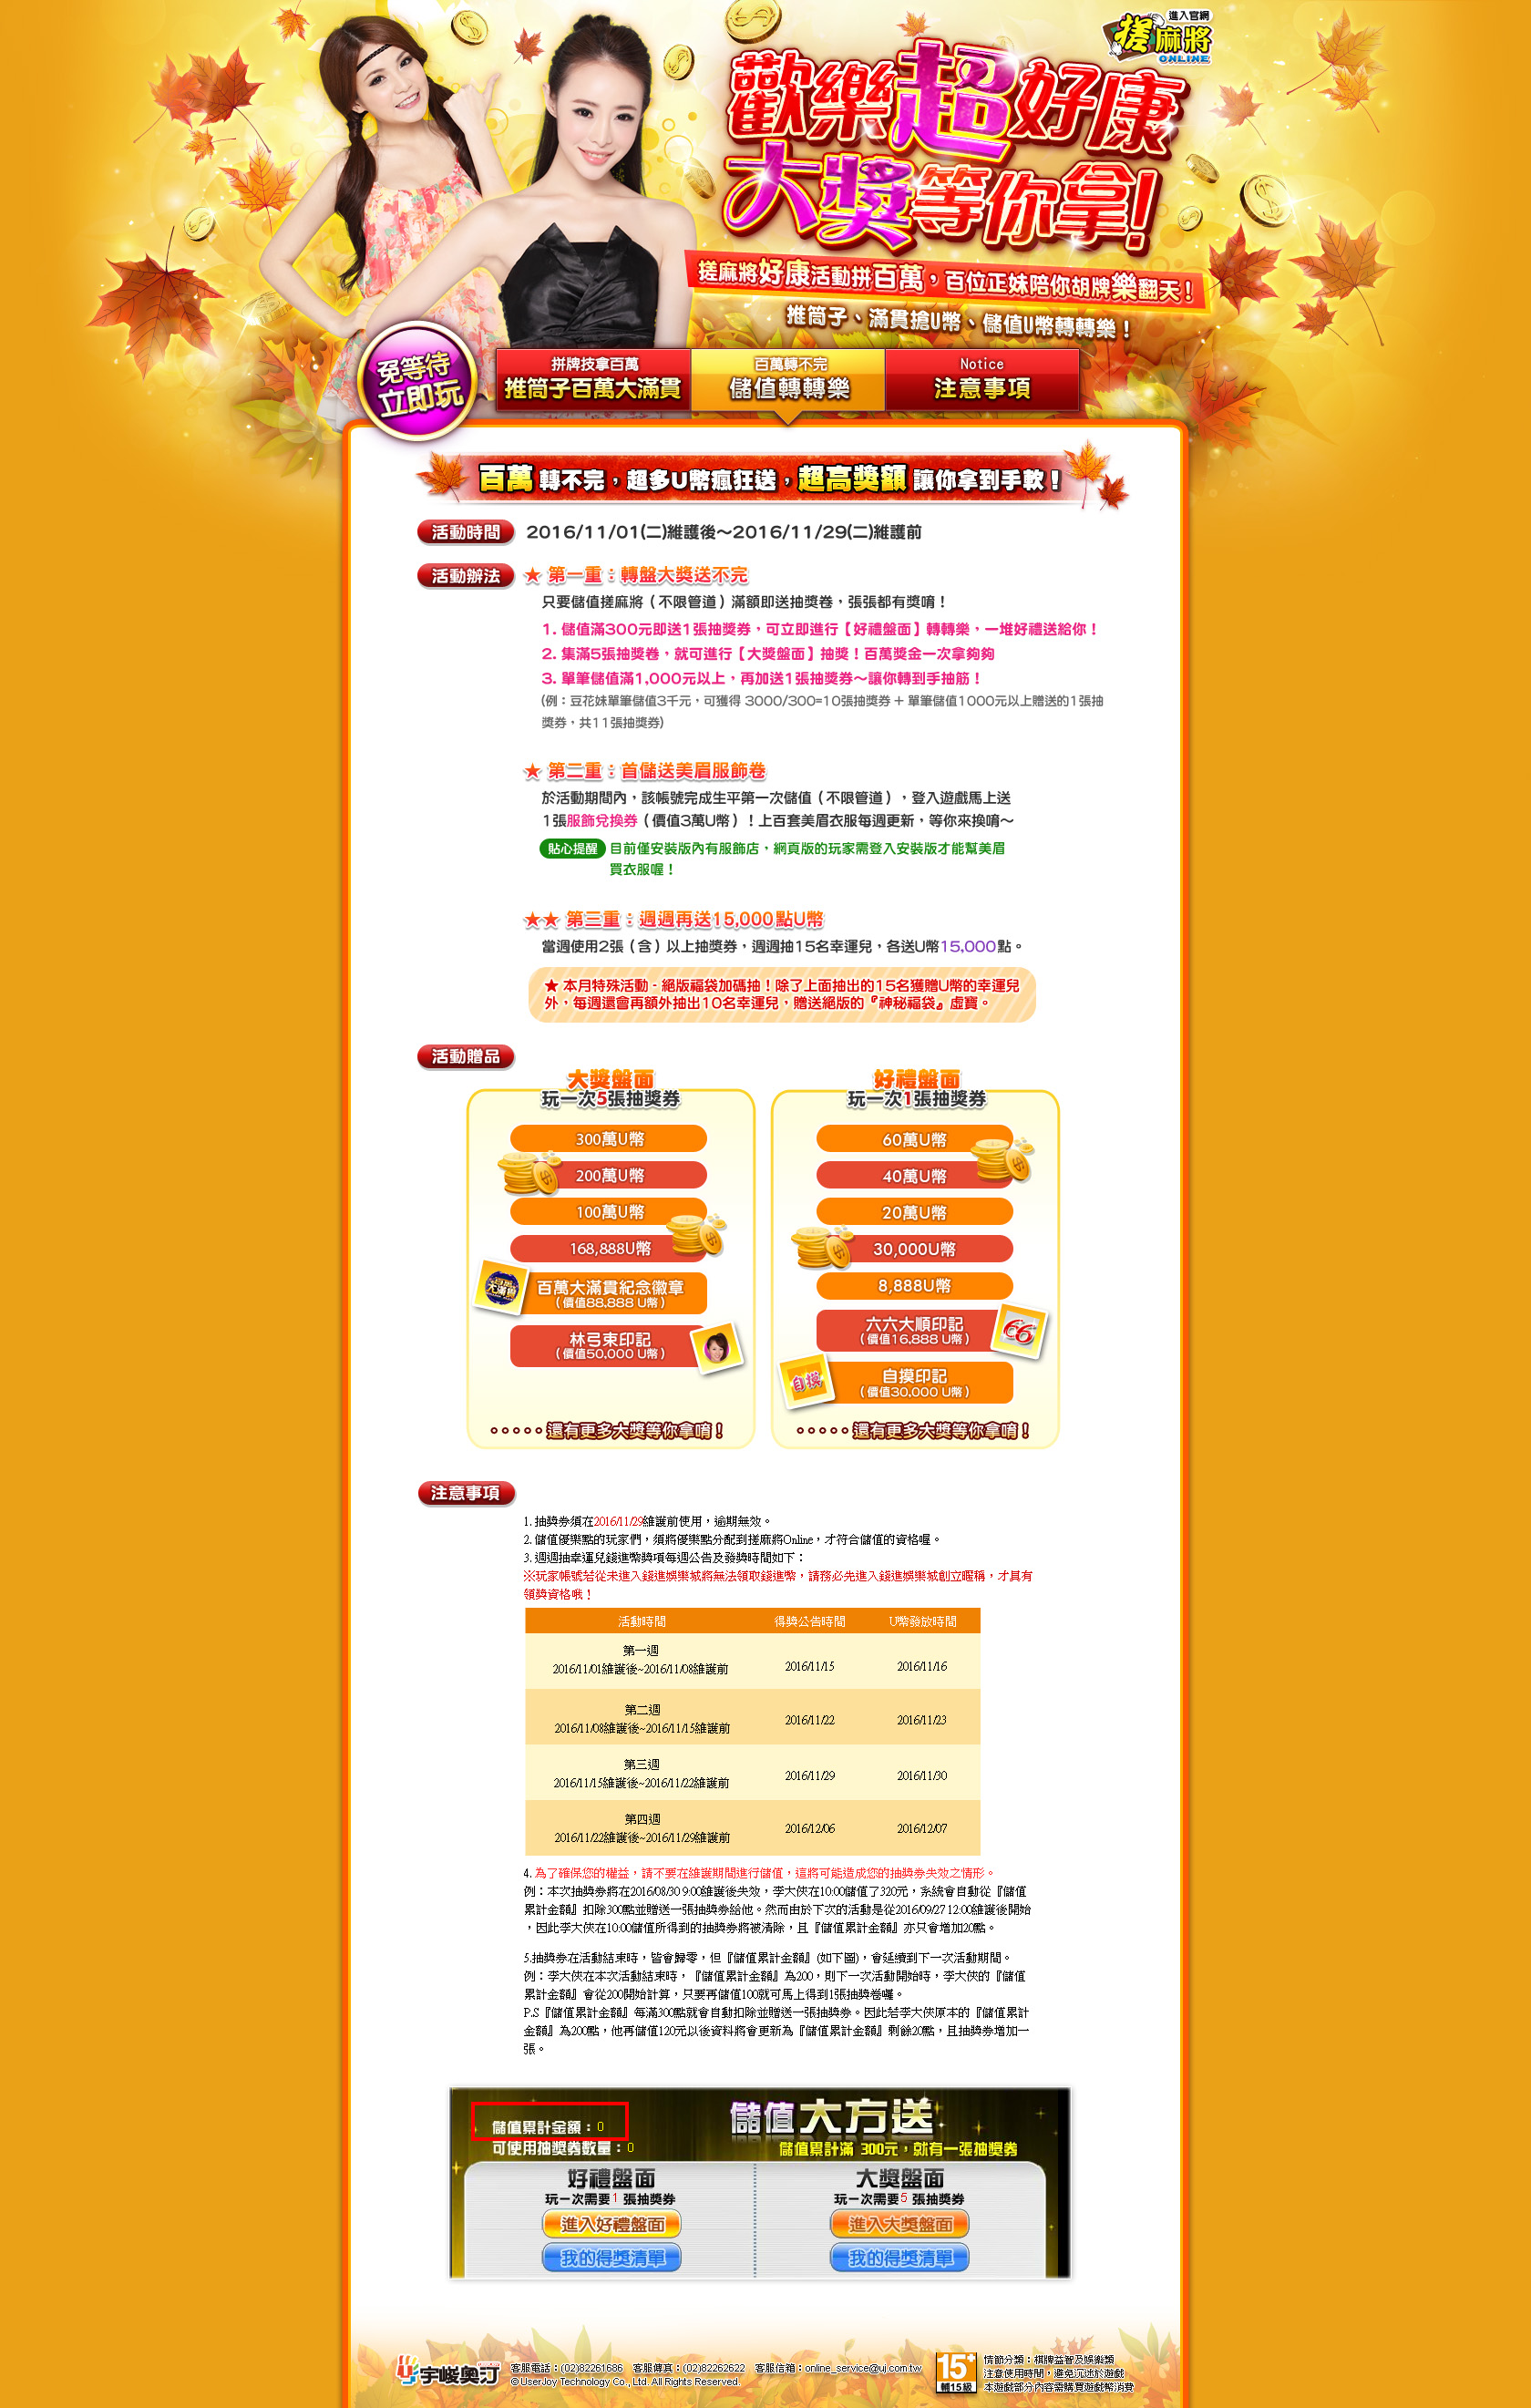 進入官網
搓麻將
ONLINE
歡樂超好康
大獎等你拿!
搓麻將好康活動拼百萬，百位正妹陪你胡牌樂翻天!
推筒子、滿貫搶U幣、儲值U幣轉轉樂!
免等待
立即玩
拼牌技拿百萬
推筒子百萬大滿貫
百萬轉不完
儲值轉轉樂
Notice
注意事項
百萬轉不完，超多U幣瘋狂送，超高獎額讓你拿到手軟!
活動時間 2016/11/01(二)維護後～2016/11/29(二)維護前
活動辦法 ★ 第一重：轉盤大獎送不完
只要儲值搓麻將（不限管道）滿額即送抽獎卷，張張都有獎唷！
1. 儲值滿300元即送1張抽獎券，可立即進行【好禮盤面】轉轉樂，一堆好禮送給你！
2. 集滿5張抽獎卷，就可進行【大獎盤面】抽獎！百萬獎金一次拿夠夠
3. 單筆儲值滿1,000元以上，再加送1張抽獎券～讓你轉到手抽筋！
(例：豆花妹單筆儲值3千元，可獲得 3000/300=10張抽獎券 + 單筆儲值1000元以上贈送的1張抽
獎券，共11張抽獎券)
★ 第二重：首儲送美眉服飾卷
於活動期間內，該帳號完成生平第一次儲值（不限管道），登入遊戲馬上送
1張服飾兌換券（價值3萬U幣）！上百套美眉衣服每週更新，等你來換唷～
貼心提醒 目前僅安裝版內有服飾店，網頁版的玩家需登入安裝版才能幫美眉
買衣服喔！
★★ 第三重：週週再送15,000點U幣
當週使用2張（含）以上抽獎券，週週抽15名幸運兒，各送U幣15,000點。
★ 本月特殊活動 - 絕版福袋加碼抽！除了上面抽出的15名獲贈U幣的幸運兒
外，每週還會再額外抽出10名幸運兒，贈送絕版的『神秘福袋』虛寶。
活動贈品
大獎盤面
玩一次5張抽獎券
300萬U幣
200萬U幣
100萬U幣
168,888U幣
百萬大滿貫
百萬大滿貫紀念徽章
（價值88,888 U幣）
林弓束印記
（價值50,000 U幣）
•••••還有更多大獎等你拿唷！
好禮盤面
玩一次1張抽獎券
60萬U幣
40萬U幣
20萬U幣
30,000U幣
8,888U幣
六六大順印記
（價值16,888 U幣）
66
自摸
自摸印記
（價值30,000 U幣）
•••••還有更多大獎等你拿唷！
注意事項
1. 抽獎券須在2016/11/29維護前使用，逾期無效。
2. 儲值優樂點的玩家們，須將優樂點分配到搓麻將Online，才符合儲值的資格喔。
3. 週週抽幸運兒錢進幣獎項每週公告及發獎時間如下：
※玩家帳號若從未進入錢進娛樂城將無法領取錢進幣，請務必先進入錢進娛樂城創立暱稱，才具有
領獎資格哦！
活動時間 得獎公告時間 U幣發放時間
第一週
2016/11/01維護後~2016/11/08維護前 2016/11/15 2016/11/16
第二週
2016/11/08維護後~2016/11/15維護前 2016/11/22 2016/11/23
第三週
2016/11/15維護後~2016/11/22維護前 2016/11/29 2016/11/30
第四週
2016/11/22維護後~2016/11/29維護前 2016/12/06 2016/12/07
4. 為了確保您的權益，請不要在維護期間進行儲值，這將可能造成您的抽獎券失效之情形。
例：本次抽獎券將在2016/08/30 9:00維護後失效，李大俠在10:00儲值了320元，系統會自動從『儲值
累計金額』扣除300點並贈送一張抽獎券給他。然而由於下次的活動是從2016/09/27 12:00維護後開始
，因此李大俠在10:00儲值所得到的抽獎券將被清除，且『儲值累計金額』亦只會增加20點。
5.抽獎券在活動結束時，皆會歸零，但『儲值累計金額』(如下圖)，會延續到下一次活動期間。
例：李大俠在本次活動結束時，『儲值累計金額』為200，則下一次活動開始時，李大俠的『儲值
累計金額』會從200開始計算，只要再儲值100就可馬上得到1張抽獎卷囉。
P.S『儲值累計金額』每滿300點就會自動扣除並贈送一張抽獎券。因此若李大俠原本的『儲值累計
金額』為200點，他再儲值120元以後資料將會更新為『儲值累計金額』剩餘20點，且抽獎券增加一
張。
儲值累計金額：0
可使用抽獎券數量：0
儲值大方送
儲值累計滿 300元，就有一張抽獎券
好禮盤面
玩一次需要1 張抽獎券
進入好禮盤面
我的得獎清單
大獎盤面
玩一次需要5 張抽獎券
進入大獎盤面
我的得獎清單
宇峻奧汀
客服電話：(02)82261686 客服傳真：(02)82262622 客服信箱：online_service@uj.com.tw
©UserJoy Technology Co., Ltd. All Rights Reserved.
15+
輔15級
情節分類：棋牌益智及娛樂類
注意使用時間，避免沉迷於遊戲
本遊戲部分內容需購買遊戲幣消費